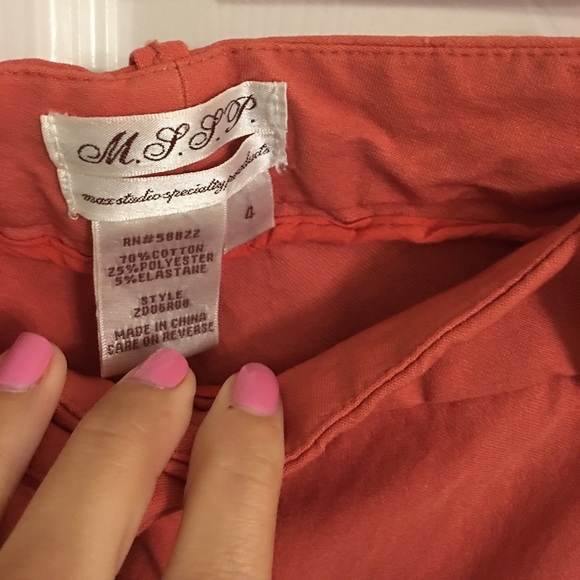 M.S.S.P.
max studio specialty products
4
RN#58822
70%COTTON
25%POLYESTER
5%ELASTANE
STYLE
2D06R08
MADE IN CHINA
CARE ON REVERSE